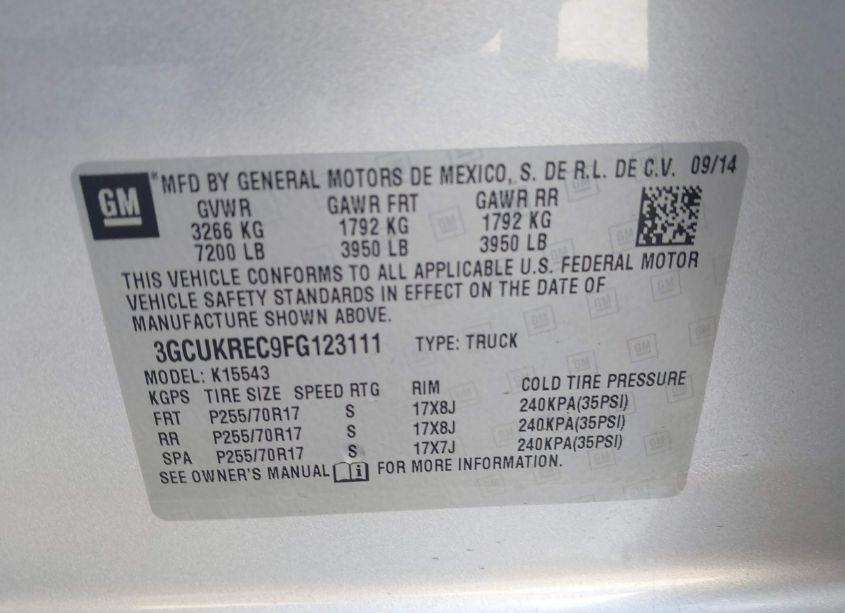 GM
*MFD BY GENERAL MOTORS DE MEXICO, S. DE R.L. DE C.V. 09/14
GVWR GAWR FRT GAWR RR
3266 KG 1792 KG 1792 KG
7200 LB 3950 LB 3950 LB
THIS VEHICLE CONFORMS TO ALL APPLICABLE U.S. FEDERAL MOTOR
VEHICLE SAFETY STANDARDS IN EFFECT ON THE DATE OF
MANUFACTURE SHOWN ABOVE.
3GCUKREC9FG123111 TYPE: TRUCK
MODEL: K15543
KGPS TIRE SIZE SPEED RTG RIM COLD TIRE PRESSURE
FRT P255/70R17 S 17X8J 240KPA(35PSI)
RR P255/70R17 S 17X8J 240KPA(35PSI)
SPA P255/70R17 S 17X7J 240KPA(35PSI)
SEE OWNER'S MANUAL i FOR MORE INFORMATION.